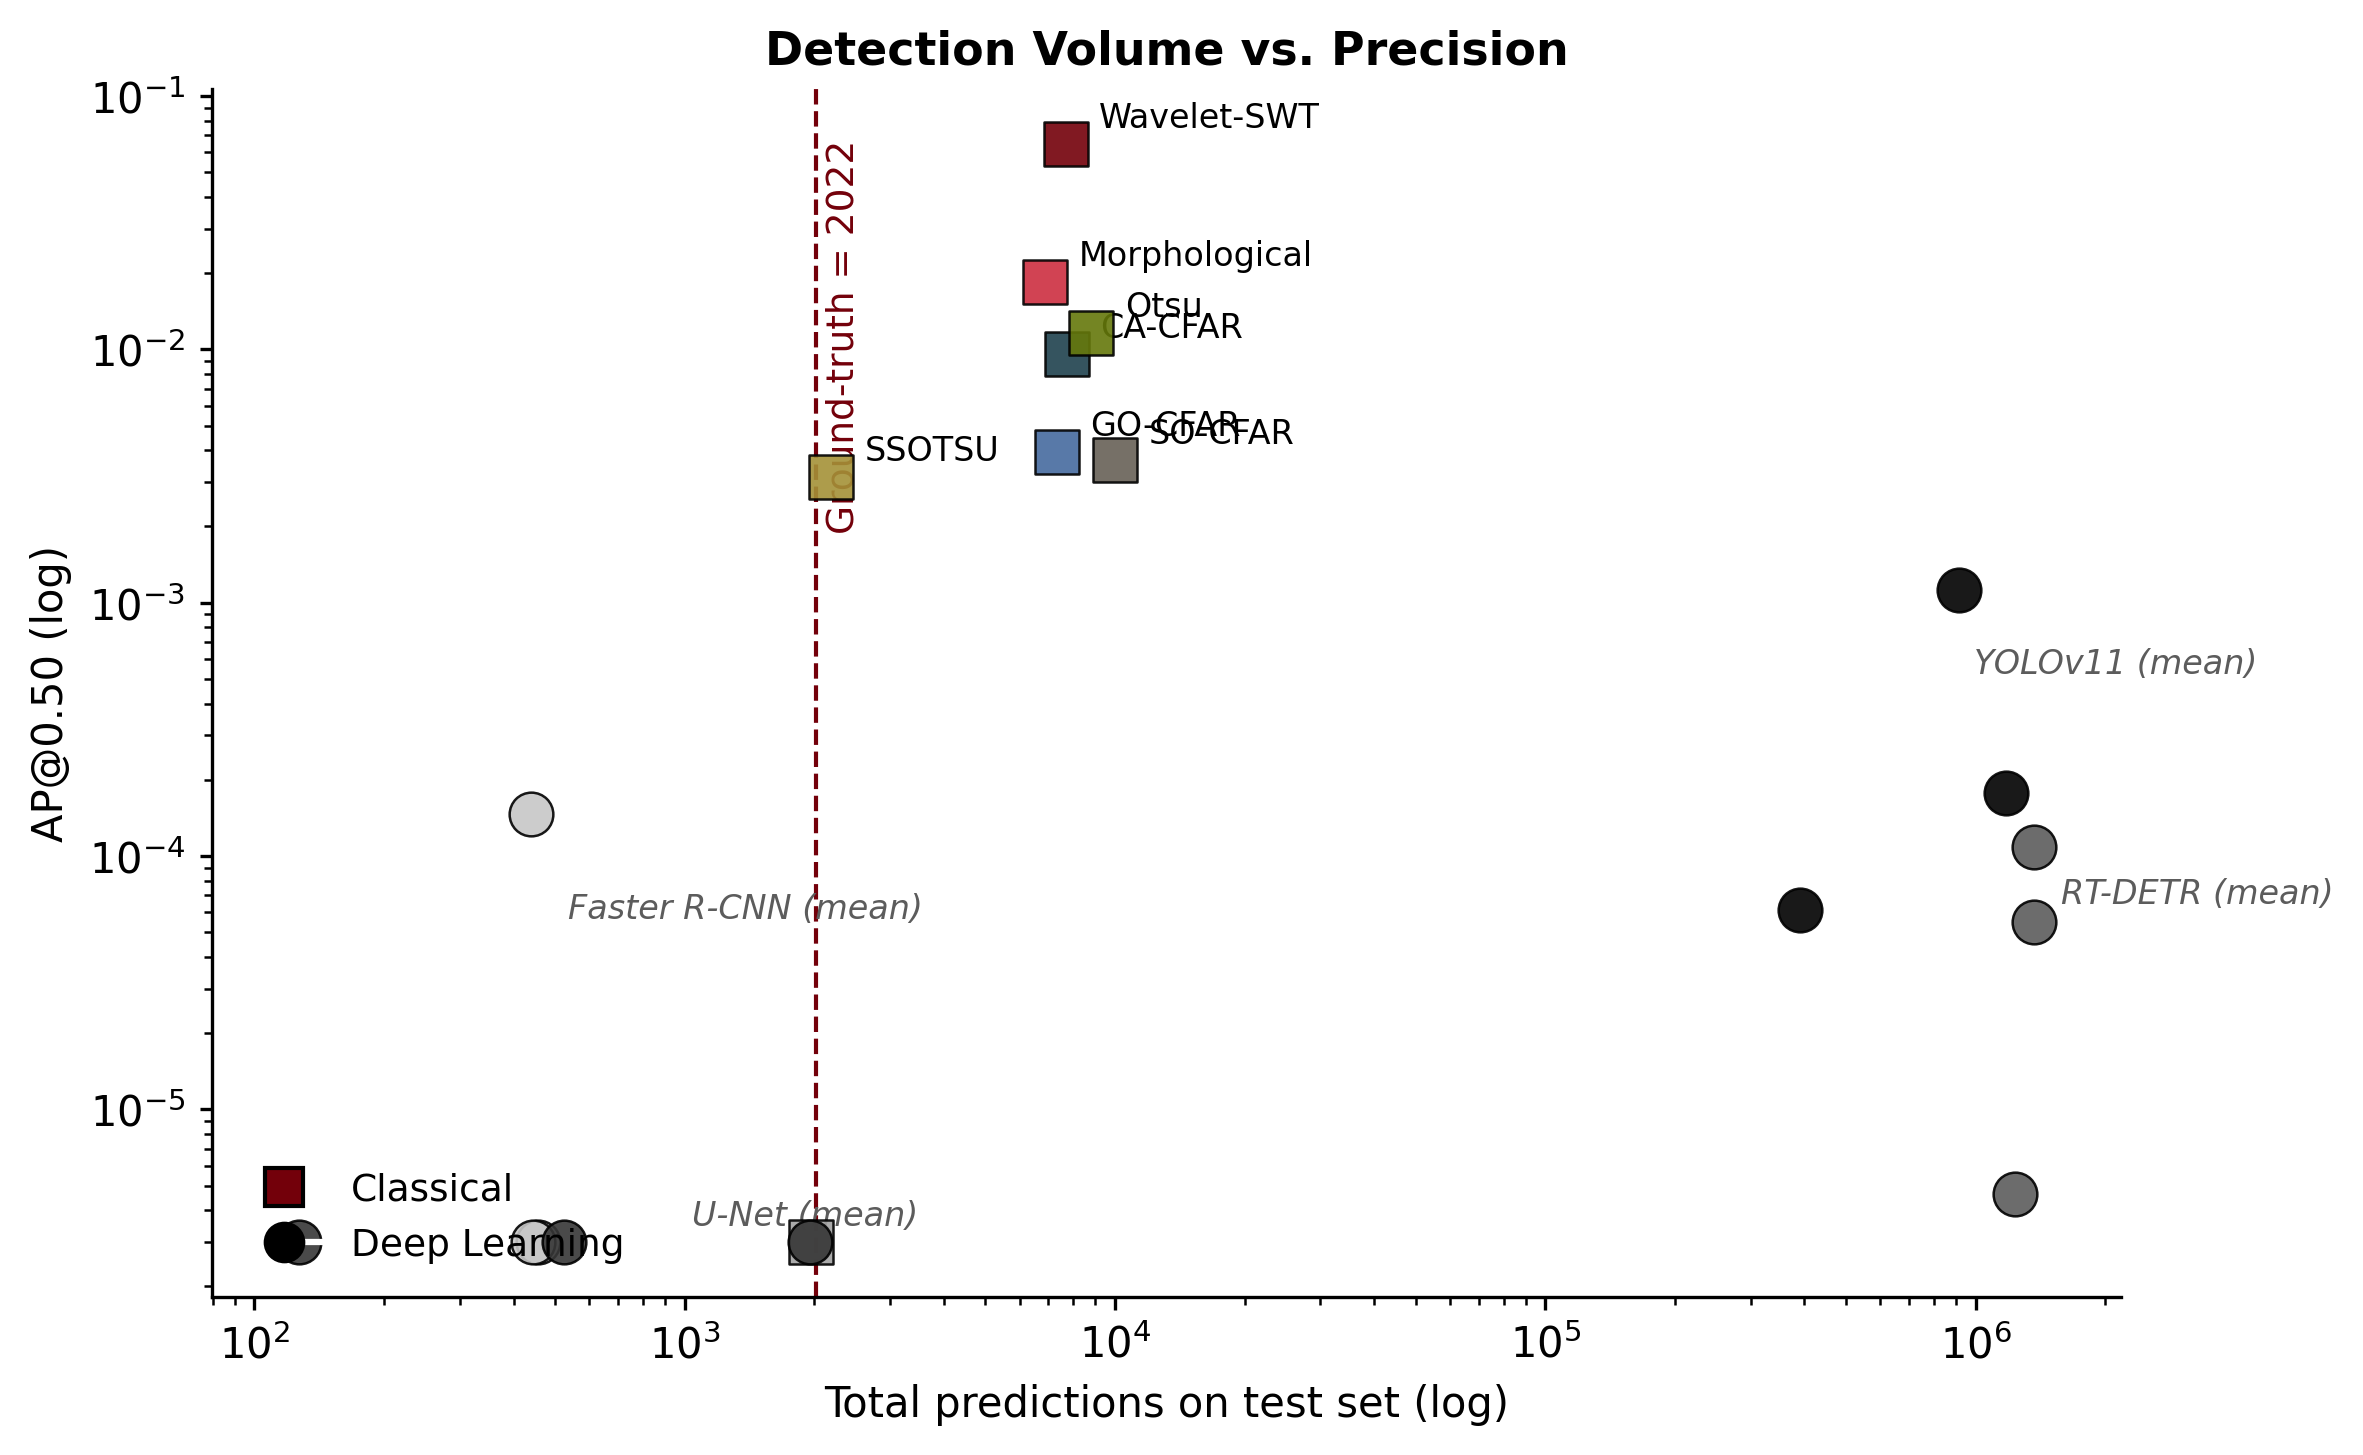 Detection Volume vs. Precision
10⁻¹
10⁻²
10⁻³
10⁻⁴
10⁻⁵
AP@0.50 (log)
Ground-truth = 2022
Wavelet-SWT
Morphological
Otsu
CA-CFAR
GO-CFAR
SO-CFAR
SSOTSU
YOLOv11 (mean)
RT-DETR (mean)
Faster R-CNN (mean)
U-Net (mean)
Classical
Deep Learning
10² 10³ 10⁴ 10⁵ 10⁶
Total predictions on test set (log)